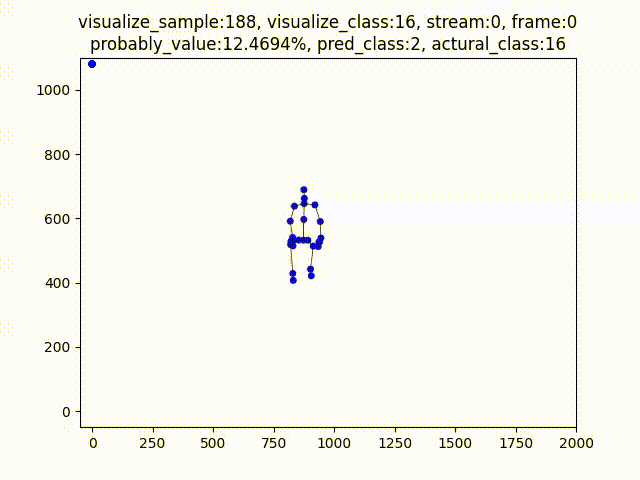 visualize_sample:188, visualize_class:16, stream:0, frame:0
probably_value:12.4694%, pred_class:2, actural_class:16
1000
800
600
400
200
0
0 250 500 750 1000 1250 1500 1750 2000